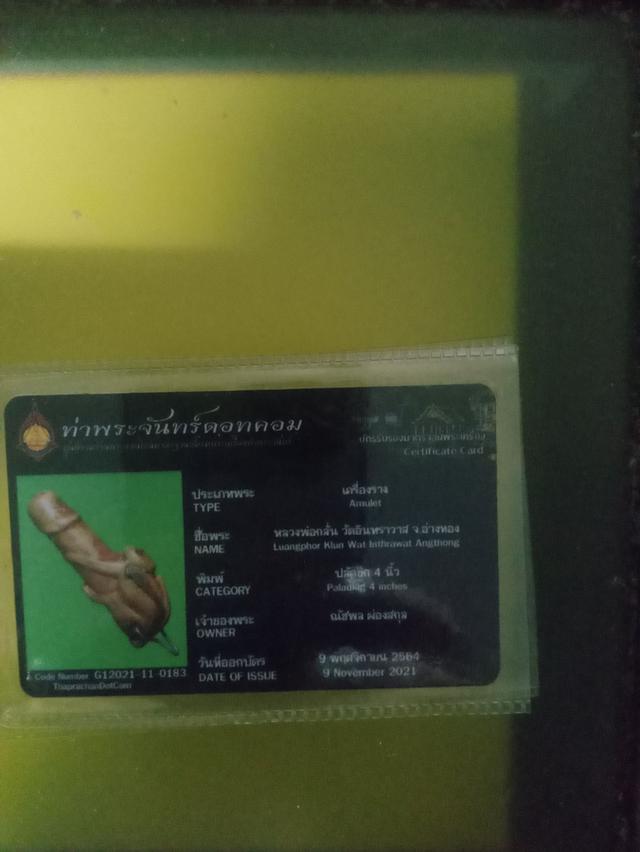 ท่าพระจันทร์ดอทคอม
Certificate Card
ประเภทพระ เครื่องราง
TYPE Amulet
ชื่อพระ หลวงพ่อกลั่น วัดอินทราวาส จ.อ่างทอง
NAME Luangphor Klun Wat Inthrawat Angthong
พิมพ์ ปลัดขิก 4 นิ้ว
CATEGORY Paladkig 4 inches
เจ้าของพระ ณัชพล ผ่องสกุล
OWNER
วันที่ออกบัตร 9 พฤศจิกายน 2564
DATE OF ISSUE 9 November 2021
Code Number G12021-11-0183
ThaprachanDotCom